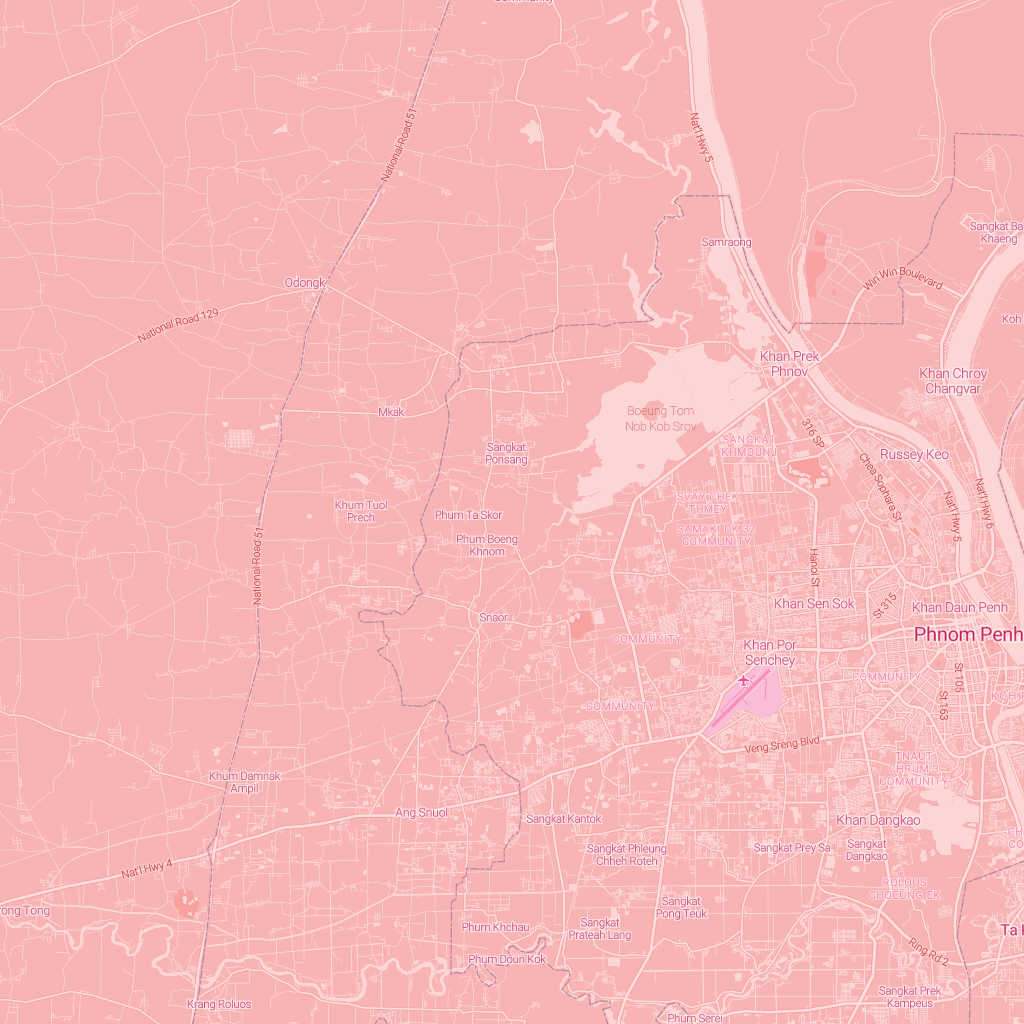 Community
National Road 51
Nat'l Hwy 5
Sangkat Ba
Khaeng
Samraong
Win Win Boulevard
Odongk
National Road 129
Koh
Khan Prek
Phnov
Khan Chroy
Changvar
Mkak
Boeung Tom
Nob Kob Srov
316 SP
SANGKAT
KHMOUNJ
Sangkat
Ponsang
Russey Keo
Chea Sophara St
Nat'l Hwy 5
Nat'l Hwy 6
SVAY CHEK
THMEY
Khum Tuol
Prech
Phum Ta Skor
SAMAKI DK 32
COMMUNITY
Phum Boeng
Khnom
National Road 51
Hanoi St
St 315
Khan Sen Sok
Khan Daun Penh
Snaor
Phnom Penh
COMMUNITY
Khan Por
Senchey
COMMUNITY
St 105
St 163
KOH
COMMUNITY
Veng Sreng Blvd
TNAUT
CHRUM 3
COMMUNITY
Khum Damnak
Ampil
Ang Snuol
Sangkat Kantok
Khan Dangkao
Sangkat Phleung
Chheh Roteh
Sangkat Prey Sa
Sangkat
Dangkao
Nat'l Hwy 4
ROLOUS
CHOEUNG EK
Sangkat
Pong Teuk
ong Tong
Phum Khchau
Sangkat
Prateah Lang
Ta
Ring Rd 2
Phum Doun Kok
Sangkat Prek
Kampeus
Krang Roluos
Phum Serei